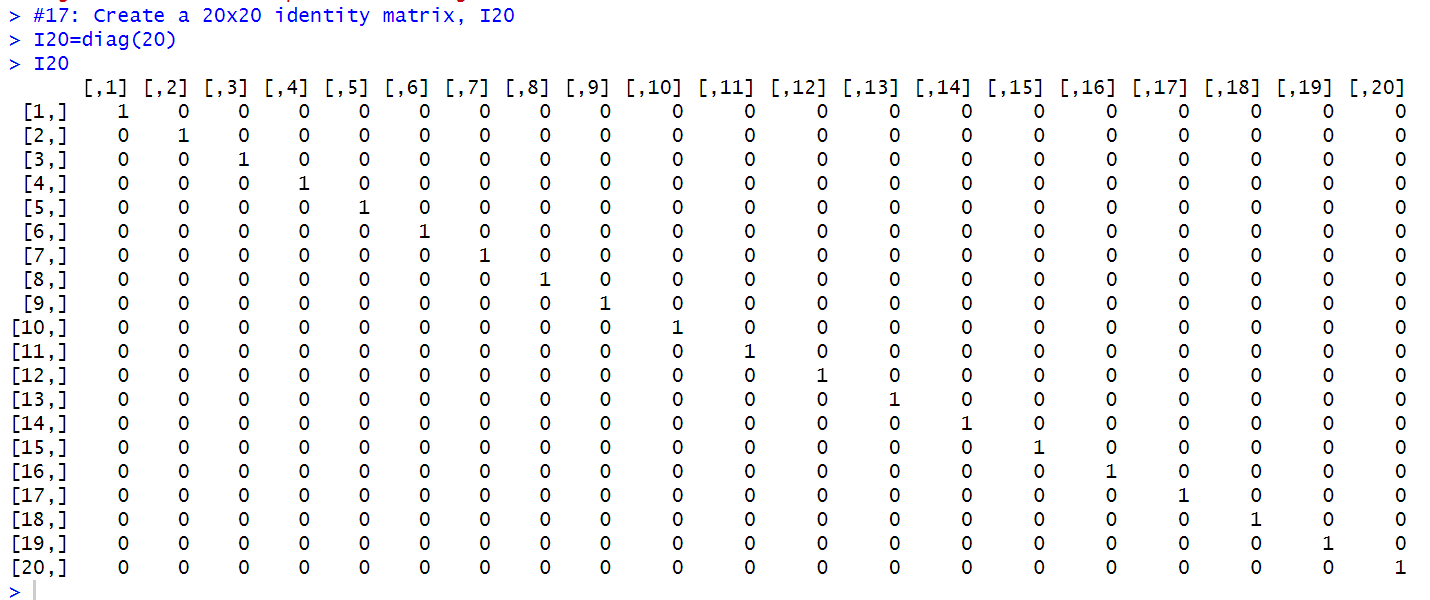 > #17: Create a 20x20 identity matrix, I20
> I20=diag(20)
> I20
      [,1] [,2] [,3] [,4] [,5] [,6] [,7] [,8] [,9] [,10] [,11] [,12] [,13] [,14] [,15] [,16] [,17] [,18] [,19] [,20]
 [1,]    1    0    0    0    0    0    0    0    0     0     0     0     0     0     0     0     0     0     0     0
 [2,]    0    1    0    0    0    0    0    0    0     0     0     0     0     0     0     0     0     0     0     0
 [3,]    0    0    1    0    0    0    0    0    0     0     0     0     0     0     0     0     0     0     0     0
 [4,]    0    0    0    1    0    0    0    0    0     0     0     0     0     0     0     0     0     0     0     0
 [5,]    0    0    0    0    1    0    0    0    0     0     0     0     0     0     0     0     0     0     0     0
 [6,]    0    0    0    0    0    1    0    0    0     0     0     0     0     0     0     0     0     0     0     0
 [7,]    0    0    0    0    0    0    1    0    0     0     0     0     0     0     0     0     0     0     0     0
 [8,]    0    0    0    0    0    0    0    1    0     0     0     0     0     0     0     0     0     0     0     0
 [9,]    0    0    0    0    0    0    0    0    1     0     0     0     0     0     0     0     0     0     0     0
[10,]    0    0    0    0    0    0    0    0    0     1     0     0     0     0     0     0     0     0     0     0
[11,]    0    0    0    0    0    0    0    0    0     0     1     0     0     0     0     0     0     0     0     0
[12,]    0    0    0    0    0    0    0    0    0     0     0     1     0     0     0     0     0     0     0     0
[13,]    0    0    0    0    0    0    0    0    0     0     0     0     1     0     0     0     0     0     0     0
[14,]    0    0    0    0    0    0    0    0    0     0     0     0     0     1     0     0     0     0     0     0
[15,]    0    0    0    0    0    0    0    0    0     0     0     0     0     0     1     0     0     0     0     0
[16,]    0    0    0    0    0    0    0    0    0     0     0     0     0     0     0     1     0     0     0     0
[17,]    0    0    0    0    0    0    0    0    0     0     0     0     0     0     0     0     1     0     0     0
[18,]    0    0    0    0    0    0    0    0    0     0     0     0     0     0     0     0     0     1     0     0
[19,]    0    0    0    0    0    0    0    0    0     0     0     0     0     0     0     0     0     0     1     0
[20,]    0    0    0    0    0    0    0    0    0     0     0     0     0     0     0     0     0     0     0     1
>